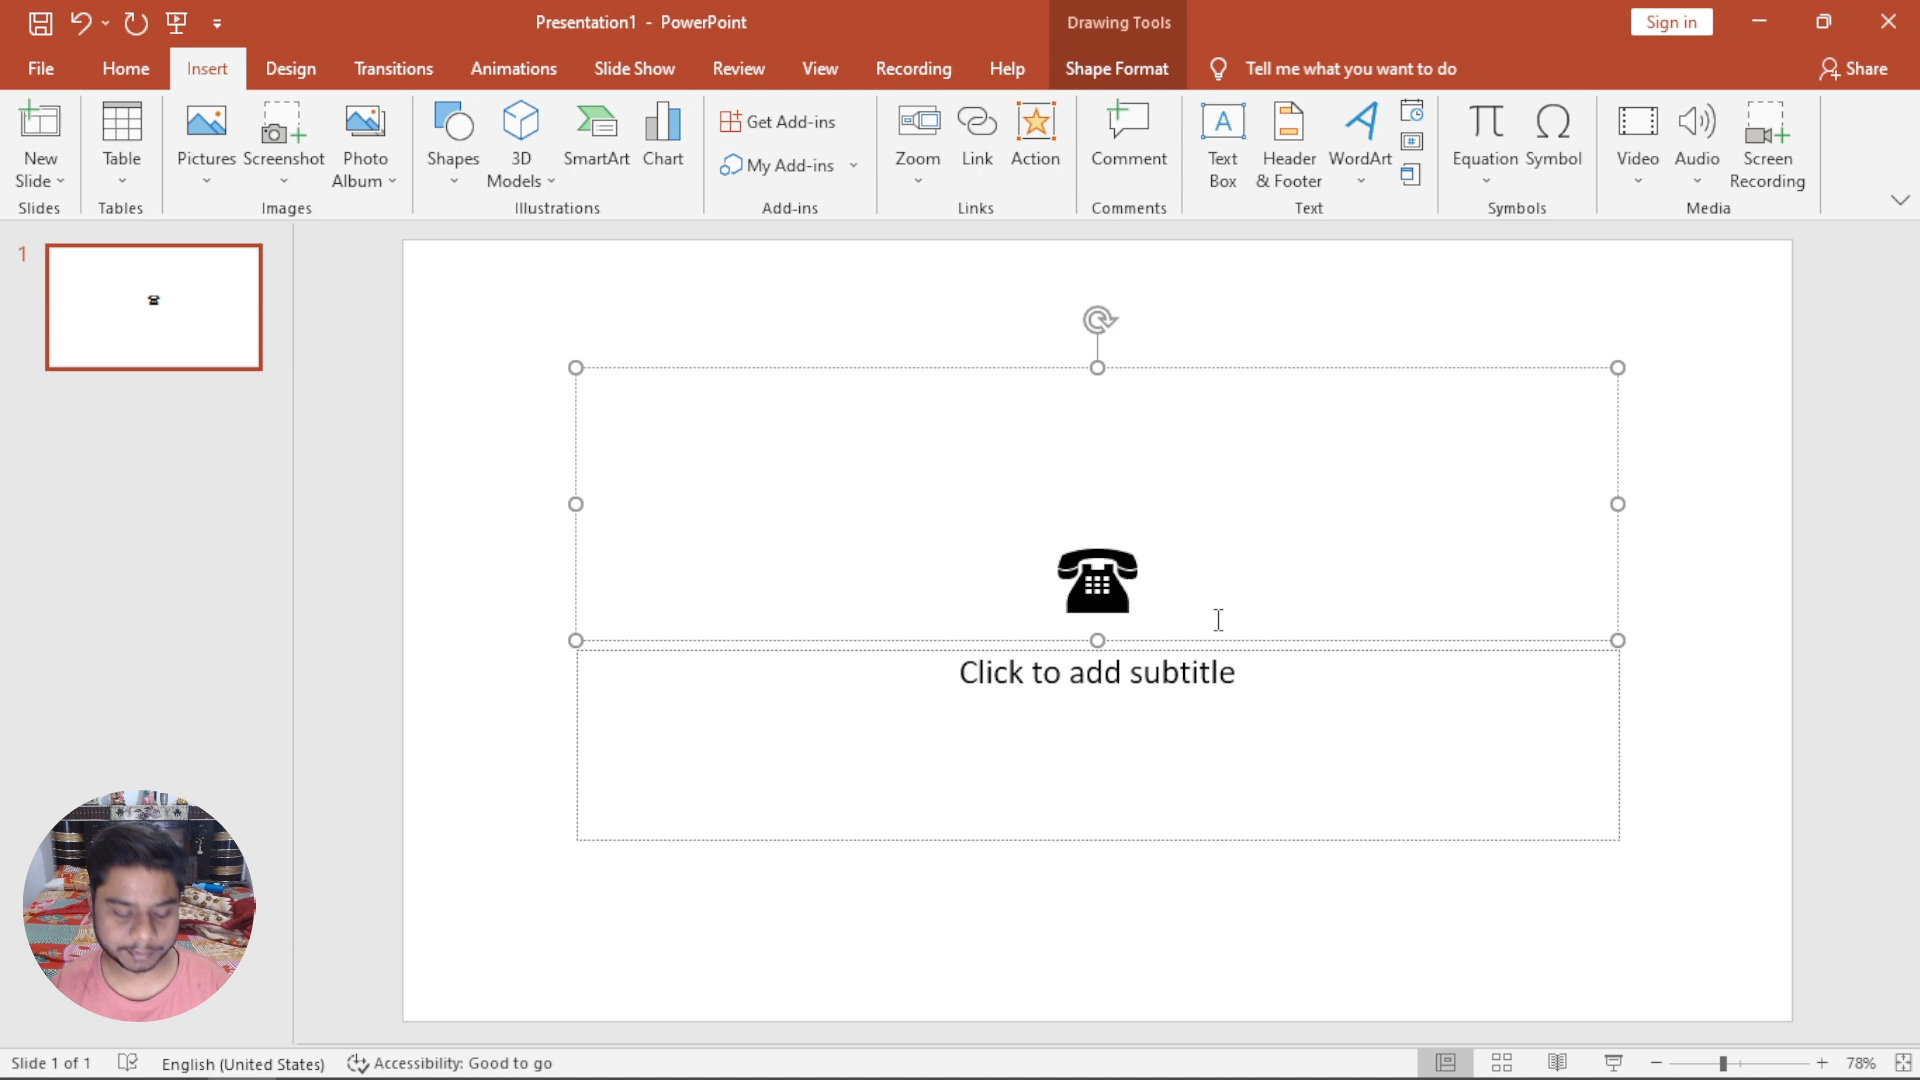 Presentation1 - PowerPoint
Drawing Tools
Sign in
File Home Insert Design Transitions Animations Slide Show Review View Recording Help Shape Format Tell me what you want to do Share
New Slide
Table
Pictures
Screenshot
Photo Album
Shapes
3D Models
SmartArt
Chart
Get Add-ins
My Add-ins
Zoom
Link
Action
Comment
Text Box
Header & Footer
WordArt
Equation
Symbol
Video
Audio
Screen Recording
Slides Tables Images Illustrations Add-ins Links Comments Text Symbols Media
1
Click to add subtitle
Slide 1 of 1 English (United States) Accessibility: Good to go 78%